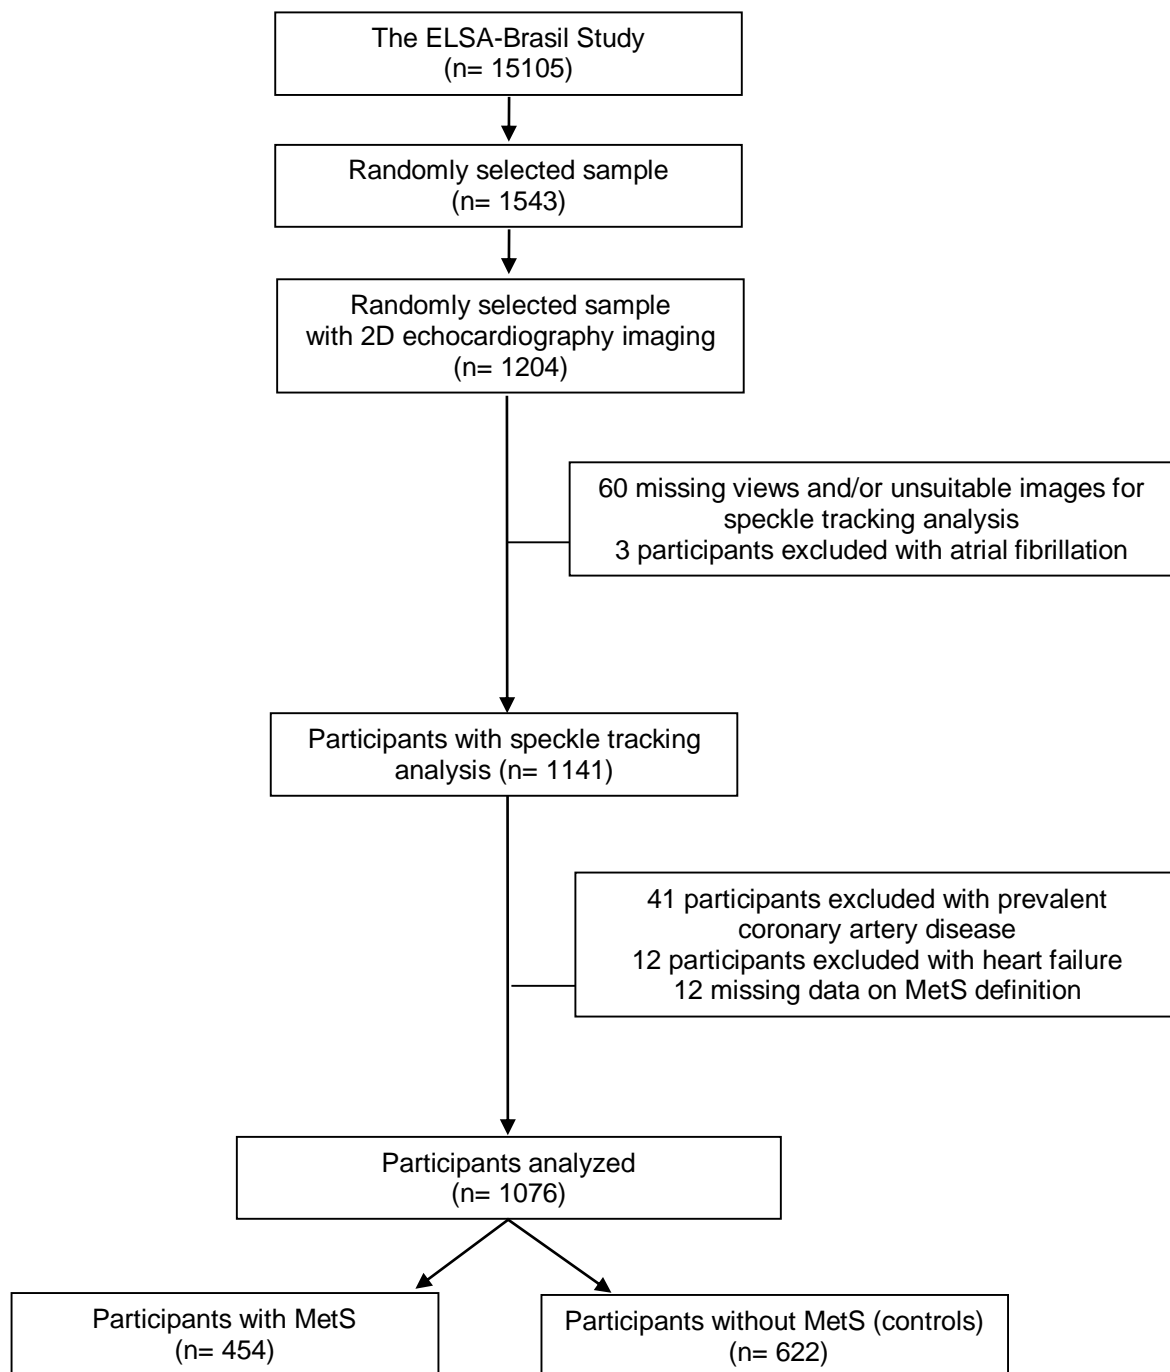 The ELSA-Brasil Study
(n= 15105)
Randomly selected sample
(n= 1543)
Randomly selected sample
with 2D echocardiography imaging
(n= 1204)
60 missing views and/or unsuitable images for
speckle tracking analysis
3 participants excluded with atrial fibrillation
Participants with speckle tracking
analysis (n= 1141)
41 participants excluded with prevalent
coronary artery disease
12 participants excluded with heart failure
12 missing data on MetS definition
Participants analyzed
(n= 1076)
Participants with MetS
(n= 454)
Participants without MetS (controls)
(n= 622)